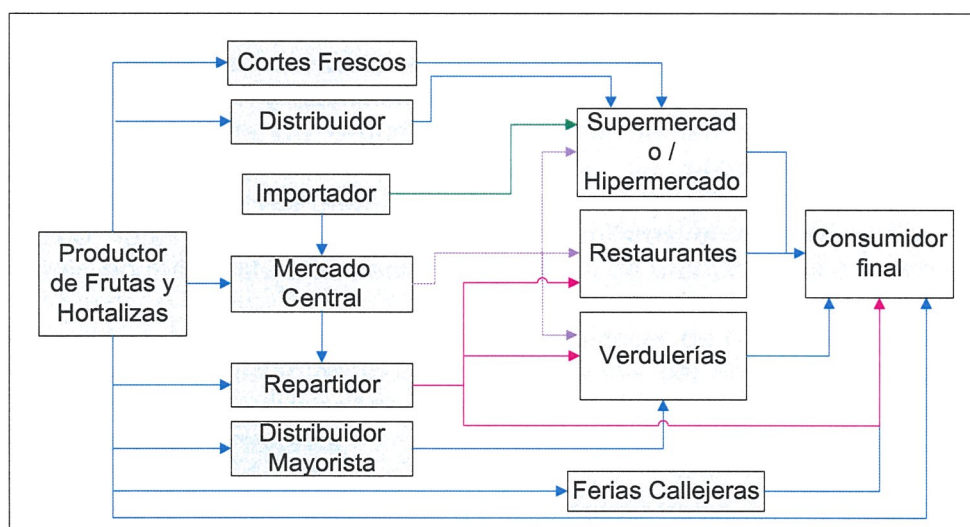 Cortes Frescos
Distribuidor
Supermercad
o /
Hipermercado
Importador
Productor
de Frutas y
Hortalizas
Mercado
Central
Restaurantes
Consumidor
final
Repartidor
Verdulerías
Distribuidor
Mayorista
Ferias Callejeras